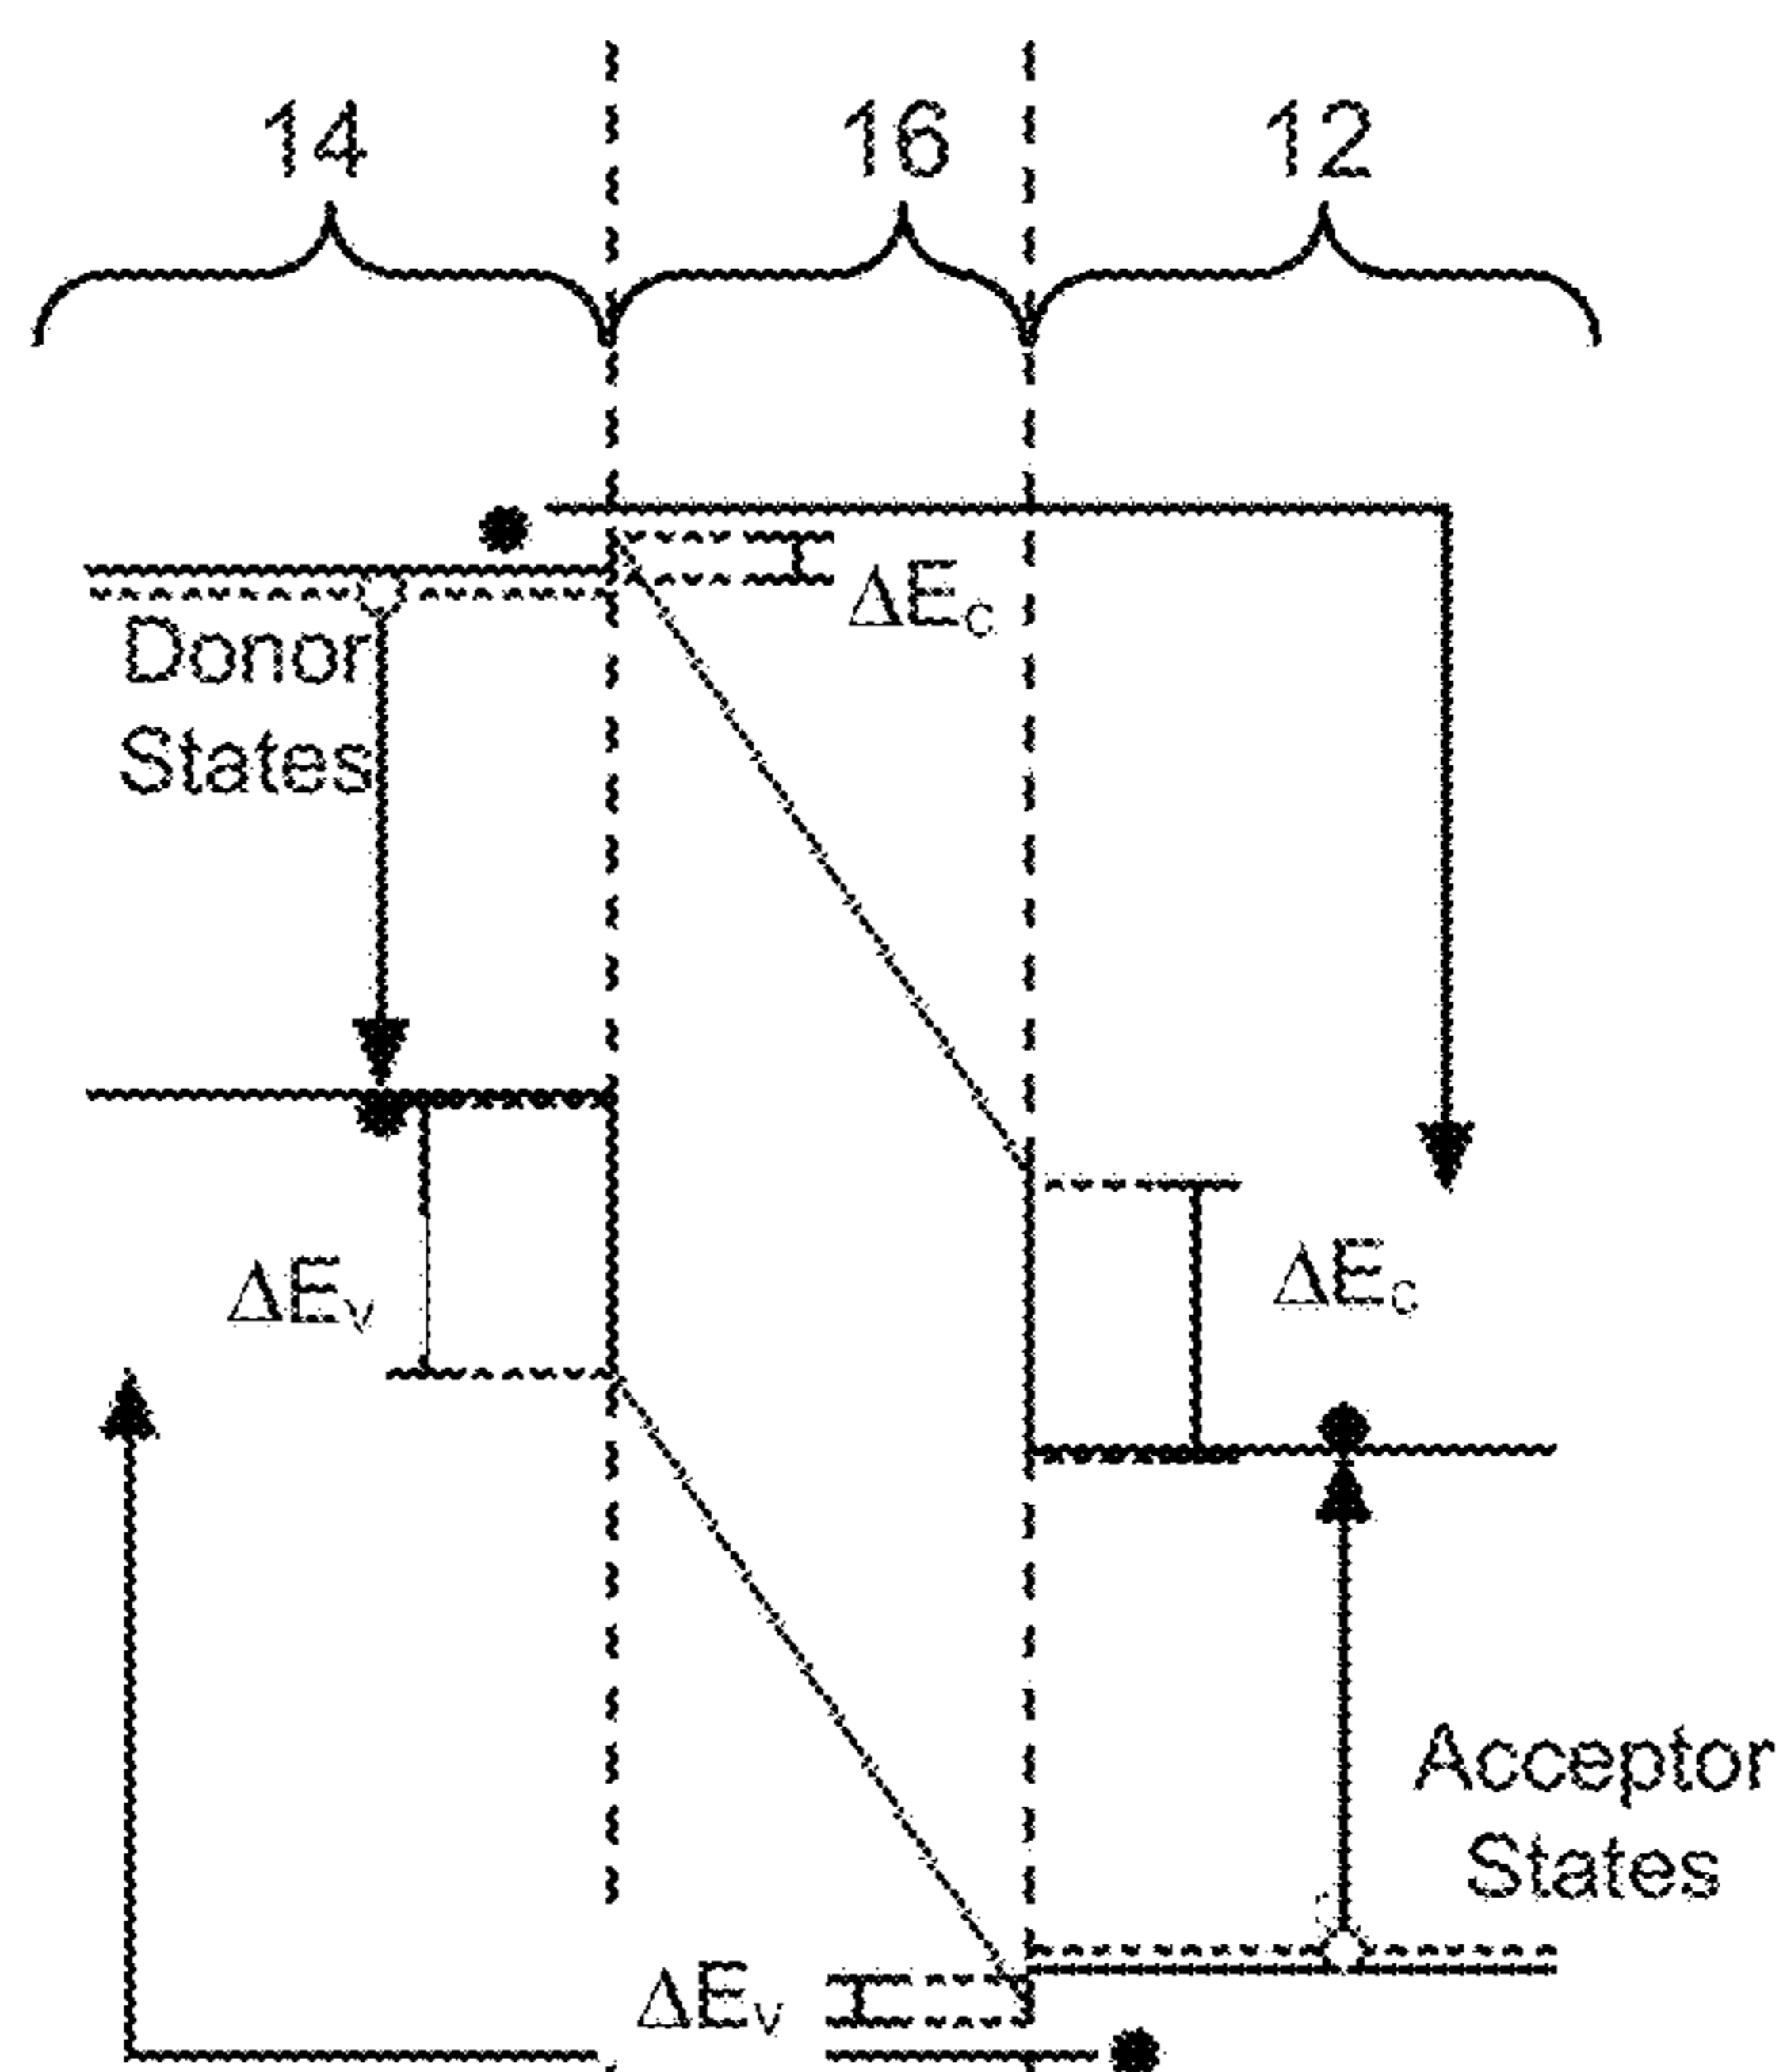 14 16 12
ΔEc
Donor
States
ΔEv
ΔEc
Acceptor
States
ΔEv